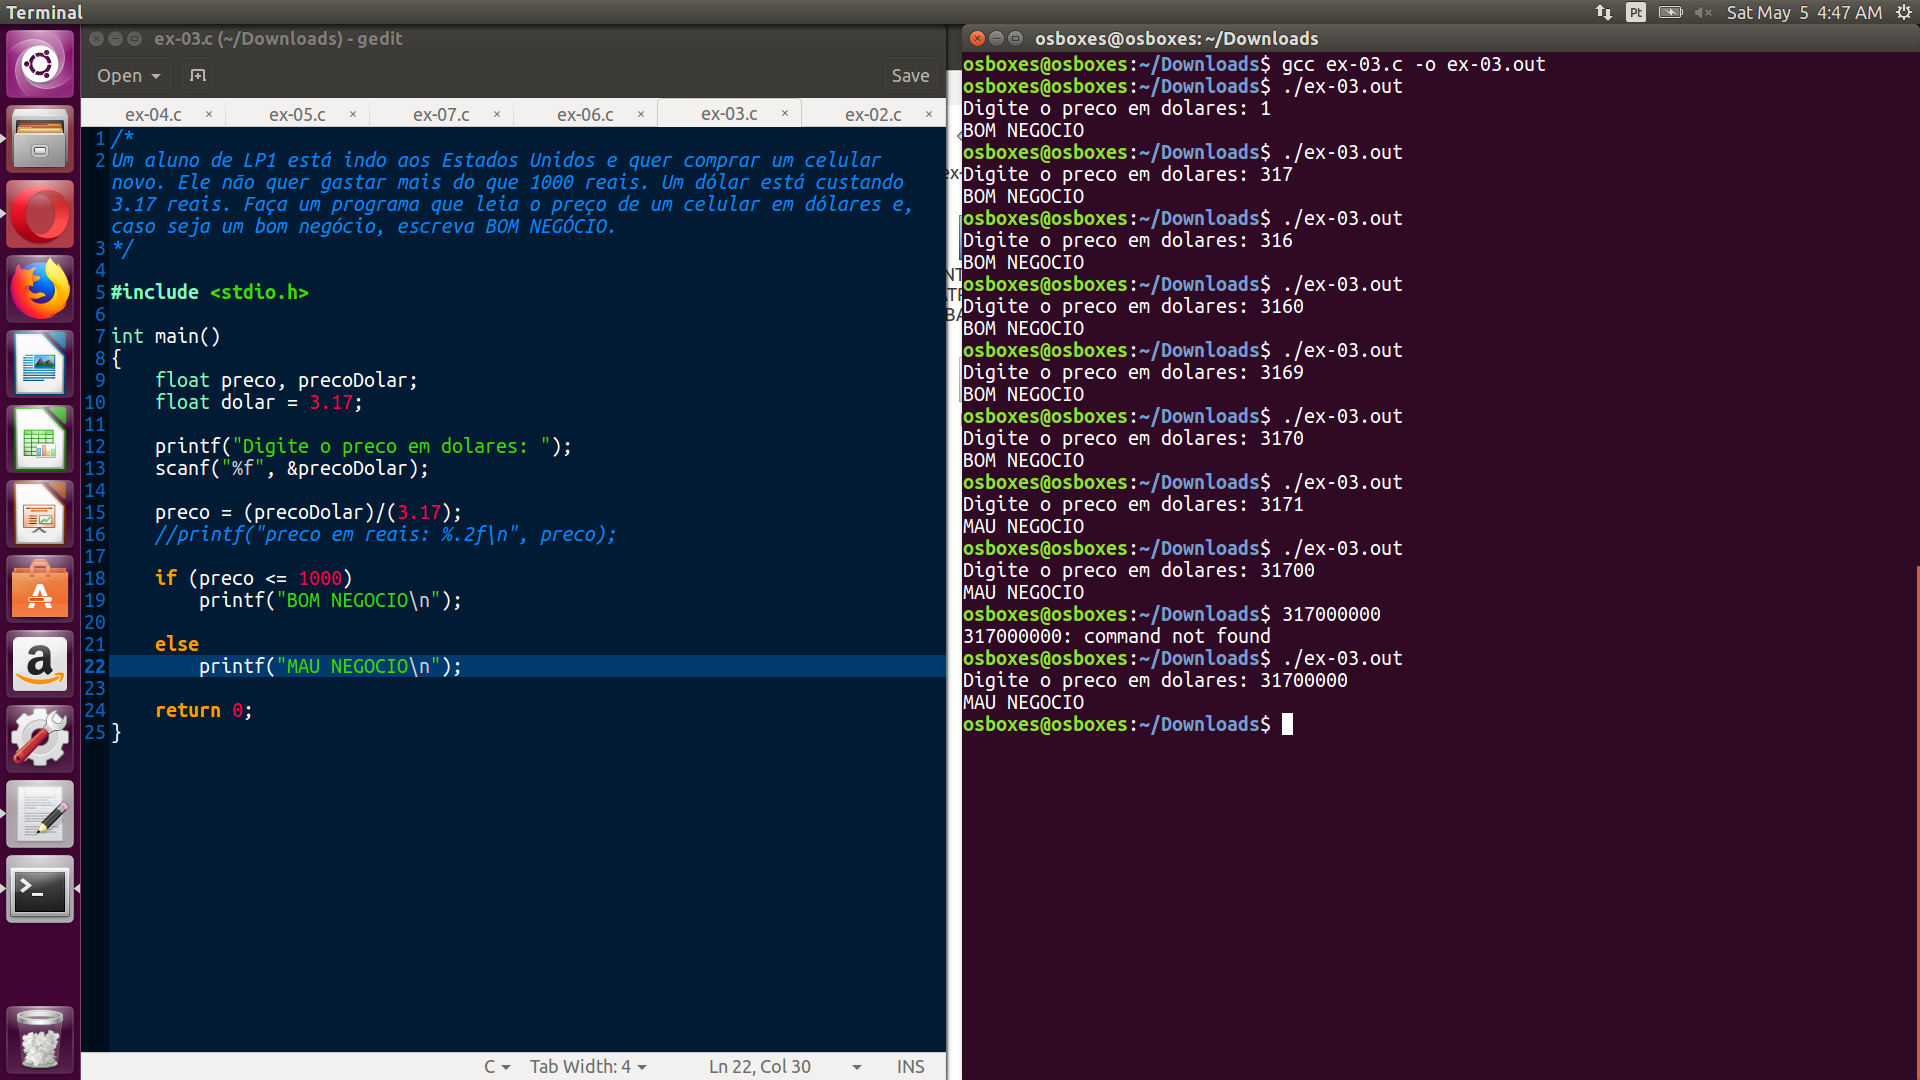 Terminal
Pt
Sat May 5 4:47 AM
ex-03.c (~/Downloads) - gedit
Open
Save
ex-04.c × ex-05.c × ex-07.c × ex-06.c × ex-03.c × ex-02.c ×
1 /*
2 Um aluno de LP1 está indo aos Estados Unidos e quer comprar um celular
novo. Ele não quer gastar mais do que 1000 reais. Um dólar está custando
3.17 reais. Faça um programa que leia o preço de um celular em dólares e,
caso seja um bom negócio, escreva BOM NEGÓCIO.
3 */
4
5 #include <stdio.h>
6
7 int main()
8 {
9 float preco, precoDolar;
10 float dolar = 3.17;
11
12 printf("Digite o preco em dolares: ");
13 scanf("%f", &precoDolar);
14
15 preco = (precoDolar)/(3.17);
16 //printf("preco em reais: %.2f\n", preco);
17
18 if (preco <= 1000)
19 printf("BOM NEGOCIO\n");
20
21 else
22 printf("MAU NEGOCIO\n");
23
24 return 0;
25 }
C Tab Width: 4 Ln 22, Col 30 INS
osboxes@osboxes: ~/Downloads
osboxes@osboxes:~/Downloads$ gcc ex-03.c -o ex-03.out
osboxes@osboxes:~/Downloads$ ./ex-03.out
Digite o preco em dolares: 1
BOM NEGOCIO
osboxes@osboxes:~/Downloads$ ./ex-03.out
Digite o preco em dolares: 317
BOM NEGOCIO
osboxes@osboxes:~/Downloads$ ./ex-03.out
Digite o preco em dolares: 316
BOM NEGOCIO
osboxes@osboxes:~/Downloads$ ./ex-03.out
Digite o preco em dolares: 3160
BOM NEGOCIO
osboxes@osboxes:~/Downloads$ ./ex-03.out
Digite o preco em dolares: 3169
BOM NEGOCIO
osboxes@osboxes:~/Downloads$ ./ex-03.out
Digite o preco em dolares: 3170
BOM NEGOCIO
osboxes@osboxes:~/Downloads$ ./ex-03.out
Digite o preco em dolares: 3171
MAU NEGOCIO
osboxes@osboxes:~/Downloads$ ./ex-03.out
Digite o preco em dolares: 31700
MAU NEGOCIO
osboxes@osboxes:~/Downloads$ 317000000
317000000: command not found
osboxes@osboxes:~/Downloads$ ./ex-03.out
Digite o preco em dolares: 31700000
MAU NEGOCIO
osboxes@osboxes:~/Downloads$